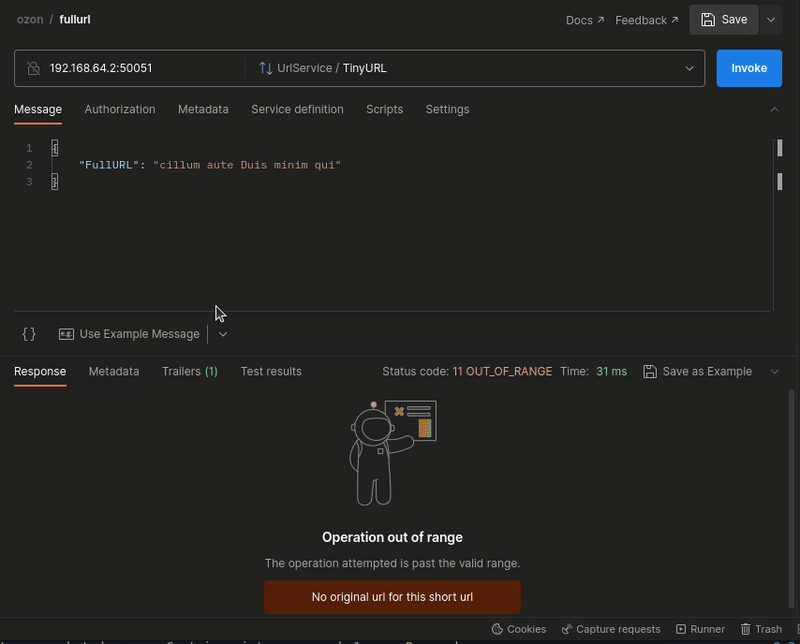 ozon / fullurl
Docs ↗ Feedback ↗ Save
192.168.64.2:50051 UrlService / TinyURL Invoke
Message Authorization Metadata Service definition Scripts Settings
1 {
2 "FullURL": "cillum aute Duis minim qui"
3 }
{} e.g. Use Example Message
Response Metadata Trailers (1) Test results Status code: 11 OUT_OF_RANGE Time: 31 ms Save as Example
Operation out of range
The operation attempted is past the valid range.
No original url for this short url
Cookies Capture requests Runner Trash